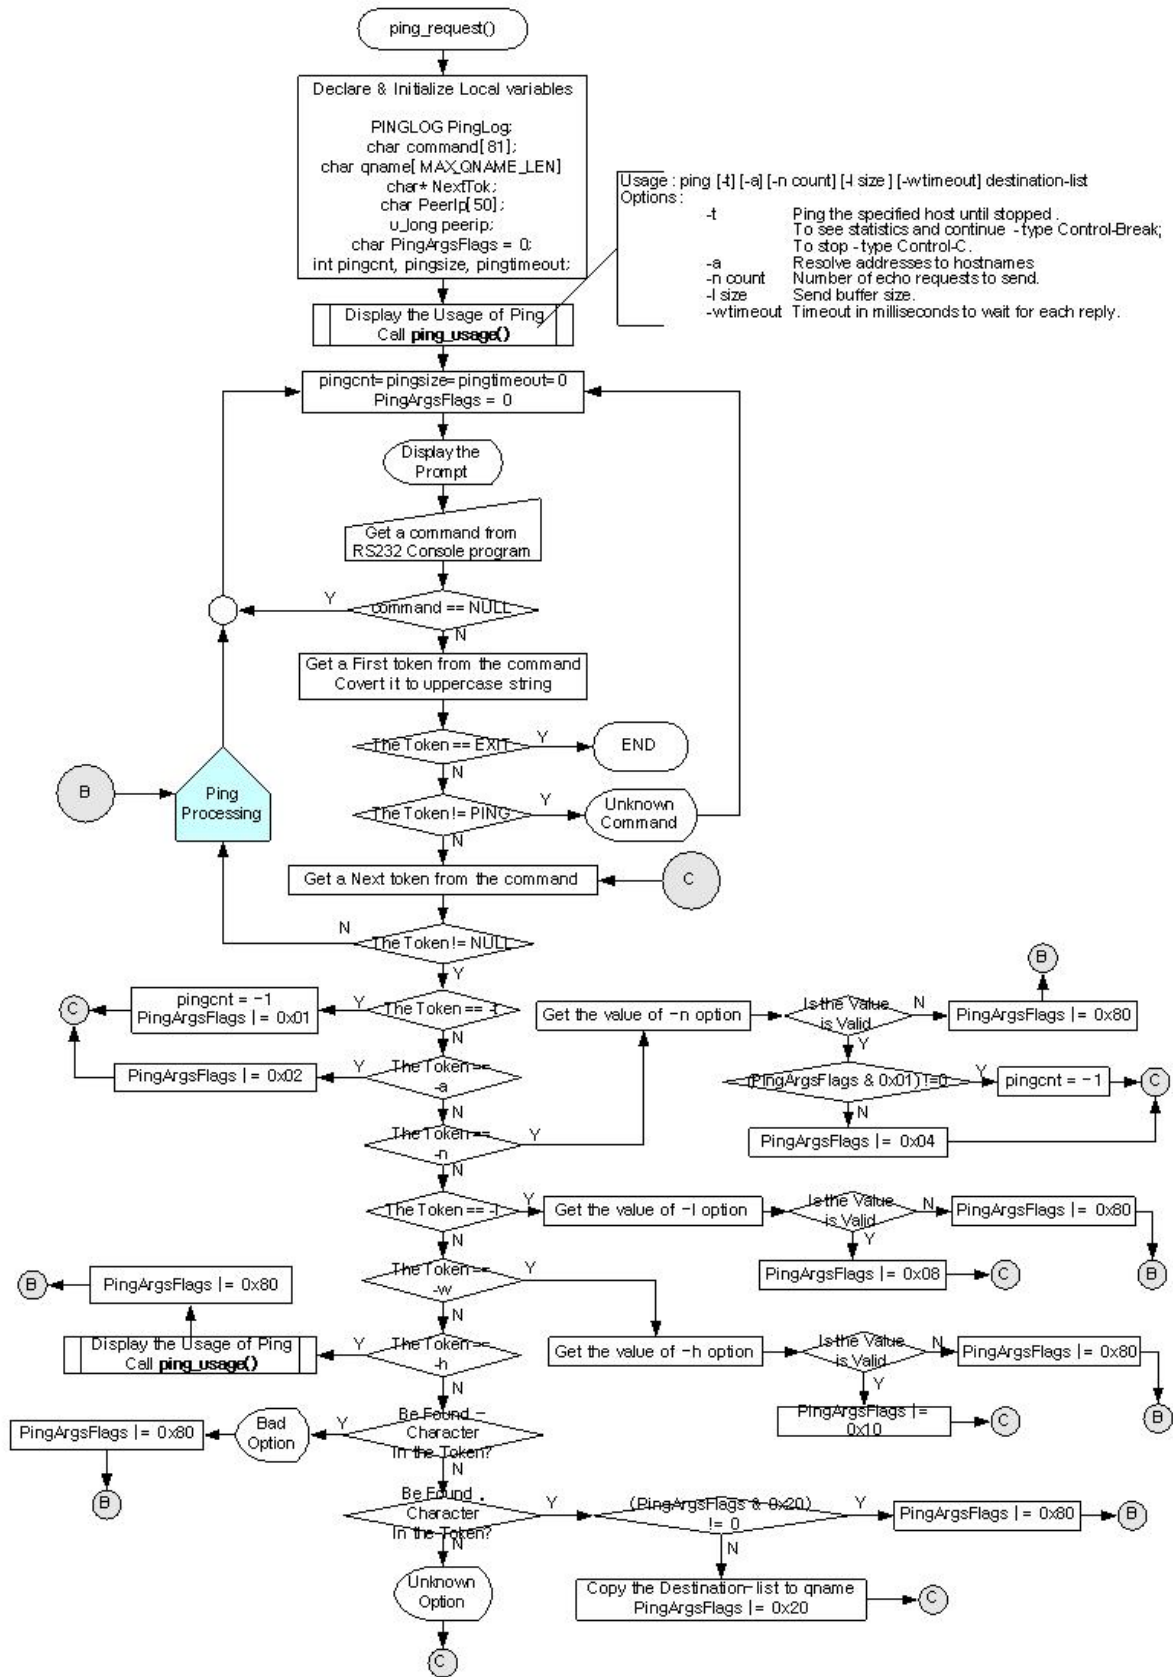 ping_request()
Declare & Initialize Local variables
PINGLOG PingLog;
char command[81];
char qname[ MAX_QNAME_LEN]
char* NextTok;
char PeerIp[50];
u_long peerip;
char PingArgsFlags = 0;
int pingcnt, pingsize, pingtimeout;
Usage : ping [-t] [-a] [-n count] [-l size ] [-wtimeout] destination-list
Options :
-t Ping the specified host until stopped .
To see statistics and continue - type Control-Break;
To stop - type Control-C.
-a Resolve addresses to hostnames
-n count Number of echo requests to send.
-l size Send buffer size.
-wtimeout Timeout in milliseconds to wait for each reply.
Display the Usage of Ping
Call ping_usage()
pingcnt=pingsize=pingtimeout=0
PingArgsFlags = 0
Display the
Prompt
Get a command from
RS232 Console program
command == NULL
Y
N
Get a First token from the command
Covert it to uppercase string
The Token == EXIT
Y
END
N
B
Ping
Processing
The Token != PING
Y
Unknown
Command
N
Get a Next token from the command
C
The Token != NULL
N
Y
C
pingcnt = -1
PingArgsFlags |= 0x01
Y
The Token == -t
N
Get the value of -n option
Is the Value
is Valid
N
PingArgsFlags |= 0x80
B
Y
PingArgsFlags |= 0x02
Y
The Token ==
-a
N
(PingArgsFlags & 0x01) !=0
Y
pingcnt = -1
C
N
PingArgsFlags |= 0x04
The Token ==
-n
Y
N
The Token == -l
Y
Get the value of -l option
Is the Value
is Valid
N
PingArgsFlags |= 0x80
B
Y
PingArgsFlags |= 0x08
C
N
The Token ==
-w
Y
N
B
PingArgsFlags |= 0x80
Display the Usage of Ping
Call ping_usage()
Y
The Token ==
-h
N
Get the value of -h option
Is the Value
is Valid
N
PingArgsFlags |= 0x80
B
Y
PingArgsFlags |=
0x10
C
Be Found -
Character
In the Token?
Y
Bad
Option
PingArgsFlags |= 0x80
B
N
Be Found .
Character
In the Token?
Y
(PingArgsFlags & 0x20)
!= 0
Y
PingArgsFlags |= 0x80
B
N
Copy the Destination-list to qname
PingArgsFlags |= 0x20
C
N
Unknown
Option
C